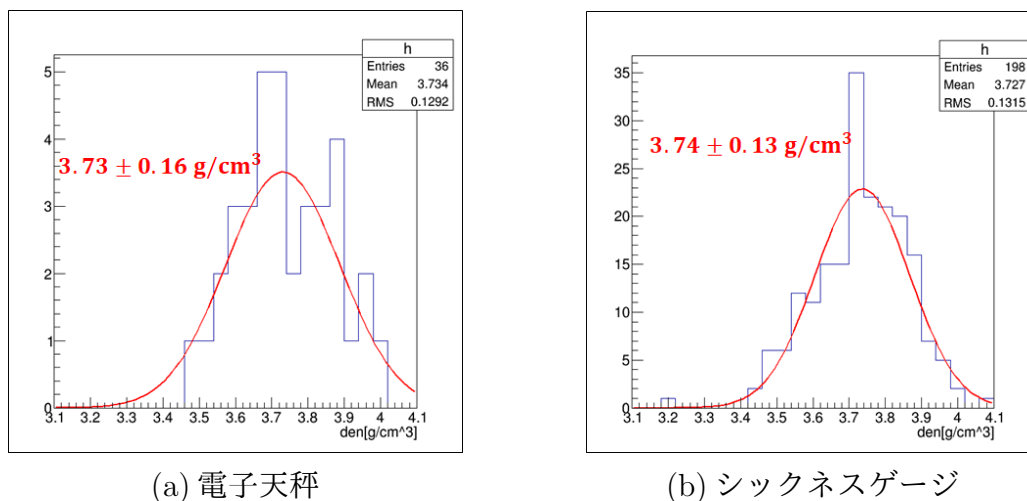 h
Entries 36
Mean 3.734
RMS 0.1292
5
4
3
2
1
0
3.73 ± 0.16 g/cm³
3.1 3.2 3.3 3.4 3.5 3.6 3.7 3.8 3.9 4 4.1
den[g/cm^3]
(a) 電子天秤
h
Entries 198
Mean 3.727
RMS 0.1315
35
30
25
20
15
10
5
0
3.74 ± 0.13 g/cm³
3.1 3.2 3.3 3.4 3.5 3.6 3.7 3.8 3.9 4 4.1
den[g/cm^3]
(b) シックネスゲージ